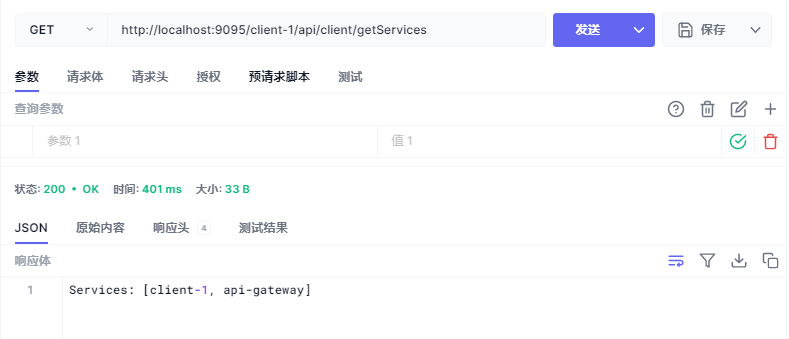 GET http://localhost:9095/client-1/api/client/getServices 发送 保存
参数 请求体 请求头 授权 预请求脚本 测试
查询参数
参数 1 值 1
状态: 200 • OK 时间: 401 ms 大小: 33 B
JSON 原始内容 响应头 4 测试结果
响应体
1 Services: [client-1, api-gateway]